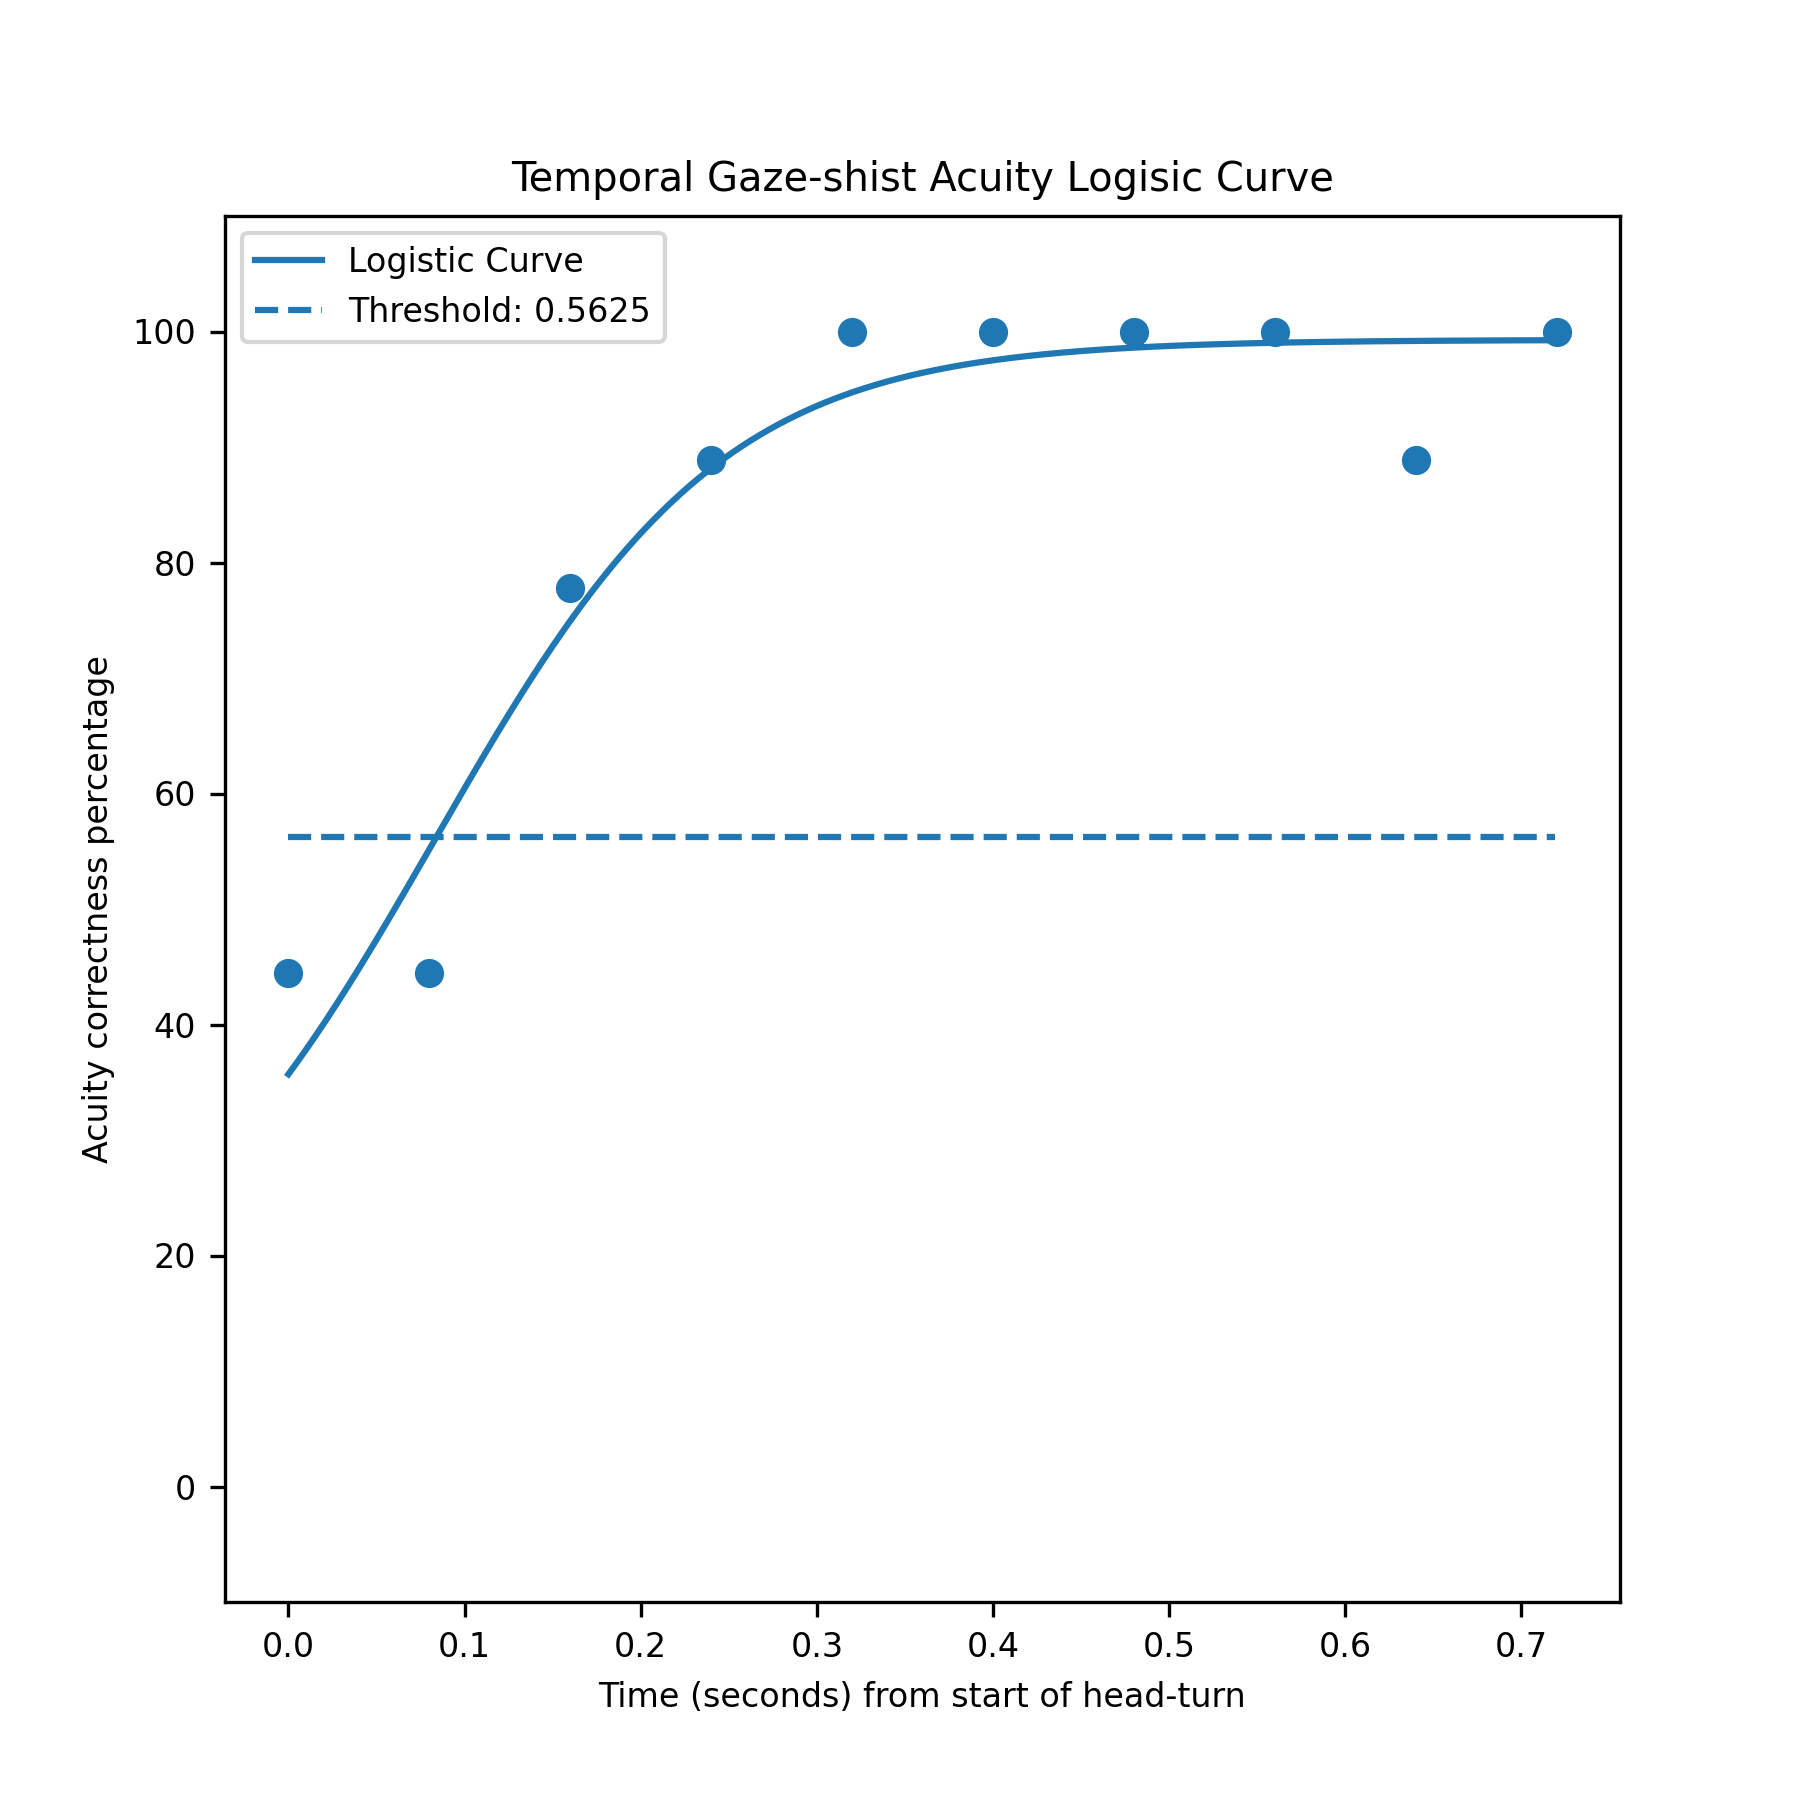 Temporal Gaze-shist Acuity Logisic Curve
Logistic Curve
Threshold: 0.5625
100
80
60
40
20
0
Acuity correctness percentage
0.0 0.1 0.2 0.3 0.4 0.5 0.6 0.7
Time (seconds) from start of head-turn